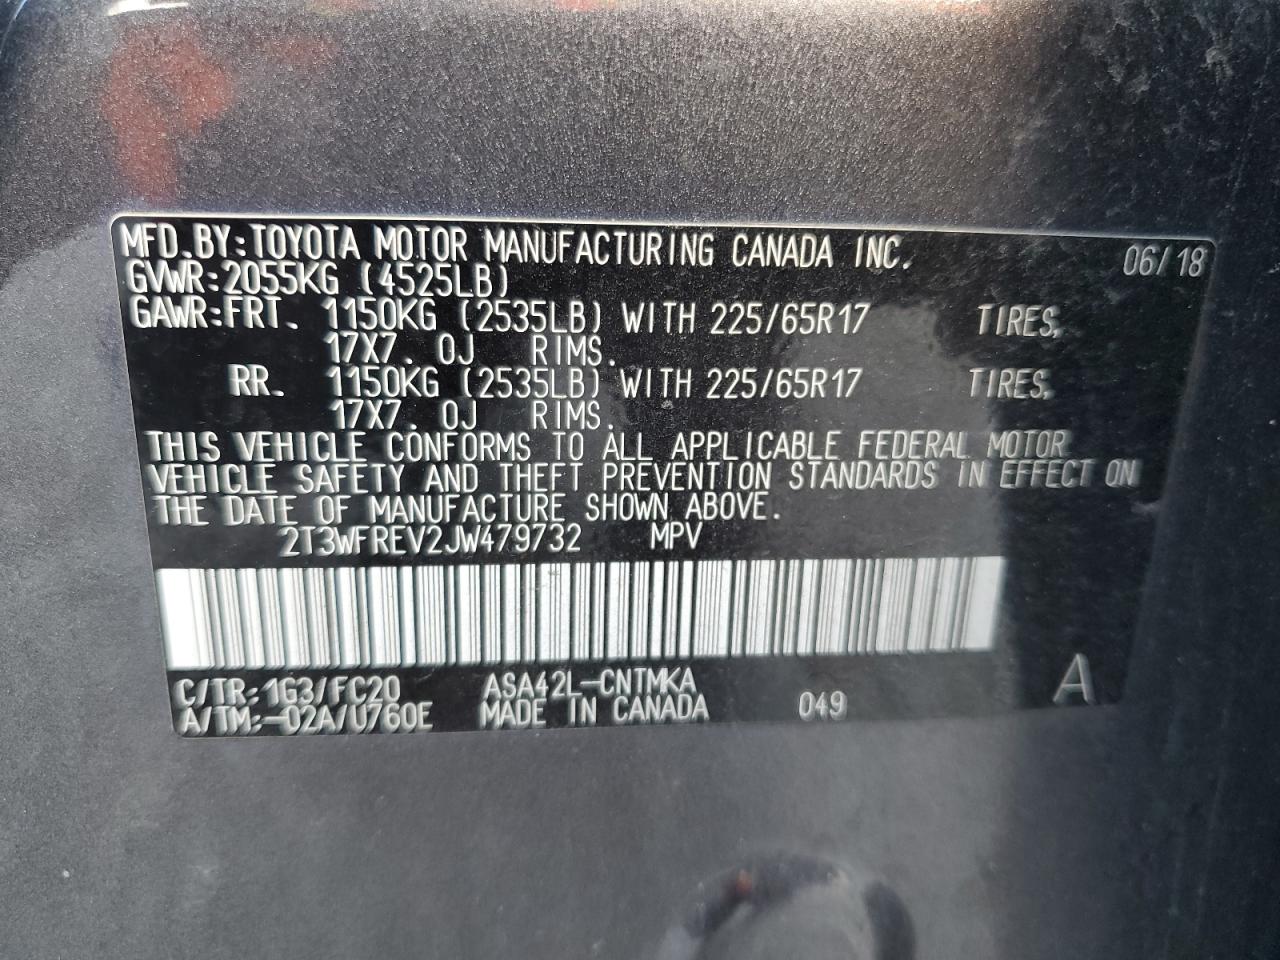 MFD.BY:TOYOTA MOTOR MANUFACTURING CANADA INC. 06/18
GVWR:2055KG (4525LB)
GAWR:FRT. 1150KG (2535LB) WITH 225/65R17 TIRES,
17X7.0J RIMS.
RR. 1150KG (2535LB) WITH 225/65R17 TIRES,
17X7.0J RIMS.
THIS VEHICLE CONFORMS TO ALL APPLICABLE FEDERAL MOTOR
VEHICLE SAFETY AND THEFT PREVENTION STANDARDS IN EFFECT ON
THE DATE OF MANUFACTURE SHOWN ABOVE.
2T3WFREV2JW479732 MPV
C/TR:1G3/FC20 ASA42L-CNTMKA A
A/TM:-02A/U760E MADE IN CANADA 049